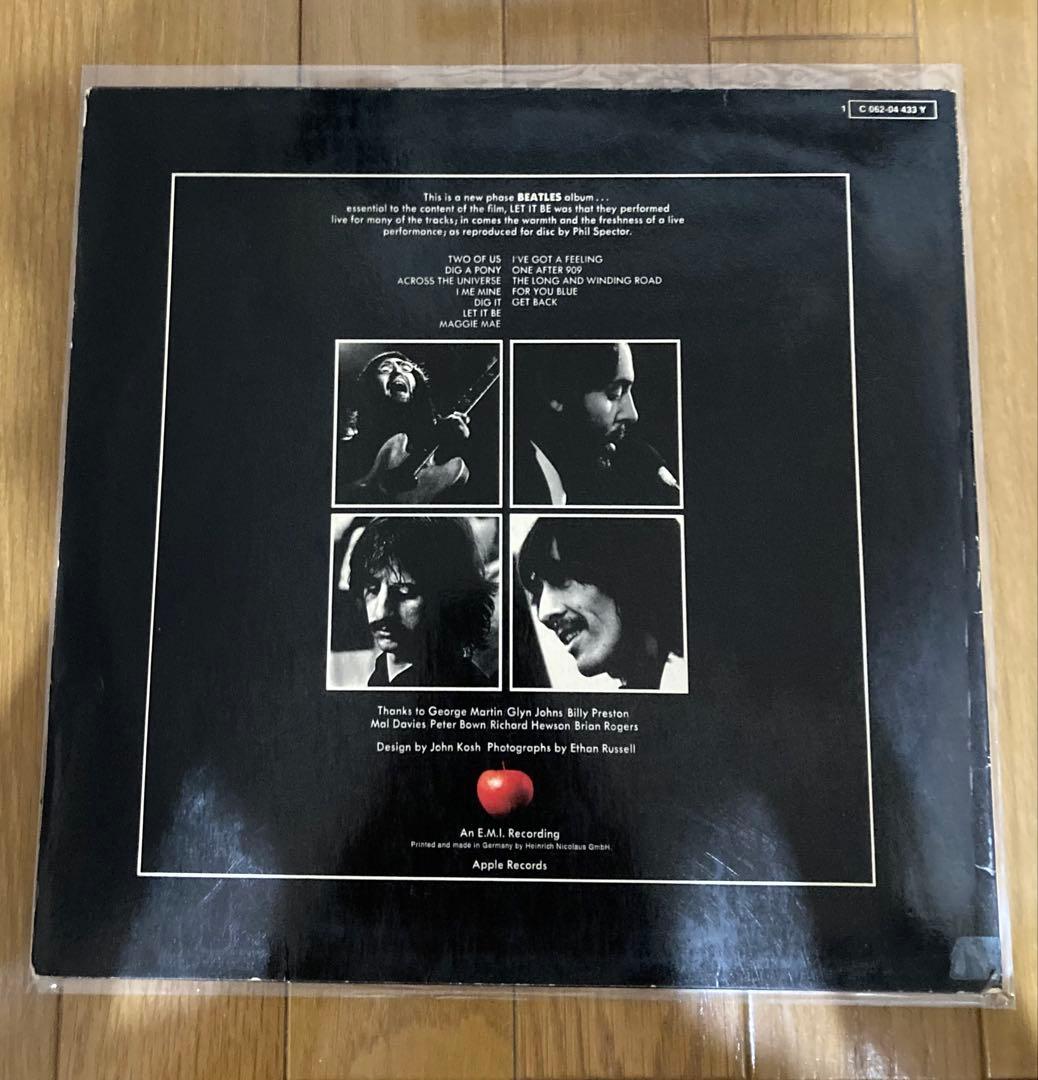 1 C 062-04 433 Y
This is a new phase BEATLES album . . .
essential to the content of the film, LET IT BE was that they performed
live for many of the tracks; in comes the warmth and the freshness of a live
performance; as reproduced for disc by Phil Spector.
TWO OF US
DIG A PONY
ACROSS THE UNIVERSE
I ME MINE
DIG IT
LET IT BE
MAGGIE MAE
I'VE GOT A FEELING
ONE AFTER 909
THE LONG AND WINDING ROAD
FOR YOU BLUE
GET BACK
Thanks to George Martin Glyn Johns Billy Preston
Mal Davies Peter Bown Richard Hewson Brian Rogers
Design by John Kosh Photographs by Ethan Russell
An E.M.I. Recording
Printed and made in Germany by Heinrich Nicolaus GmbH.
Apple Records